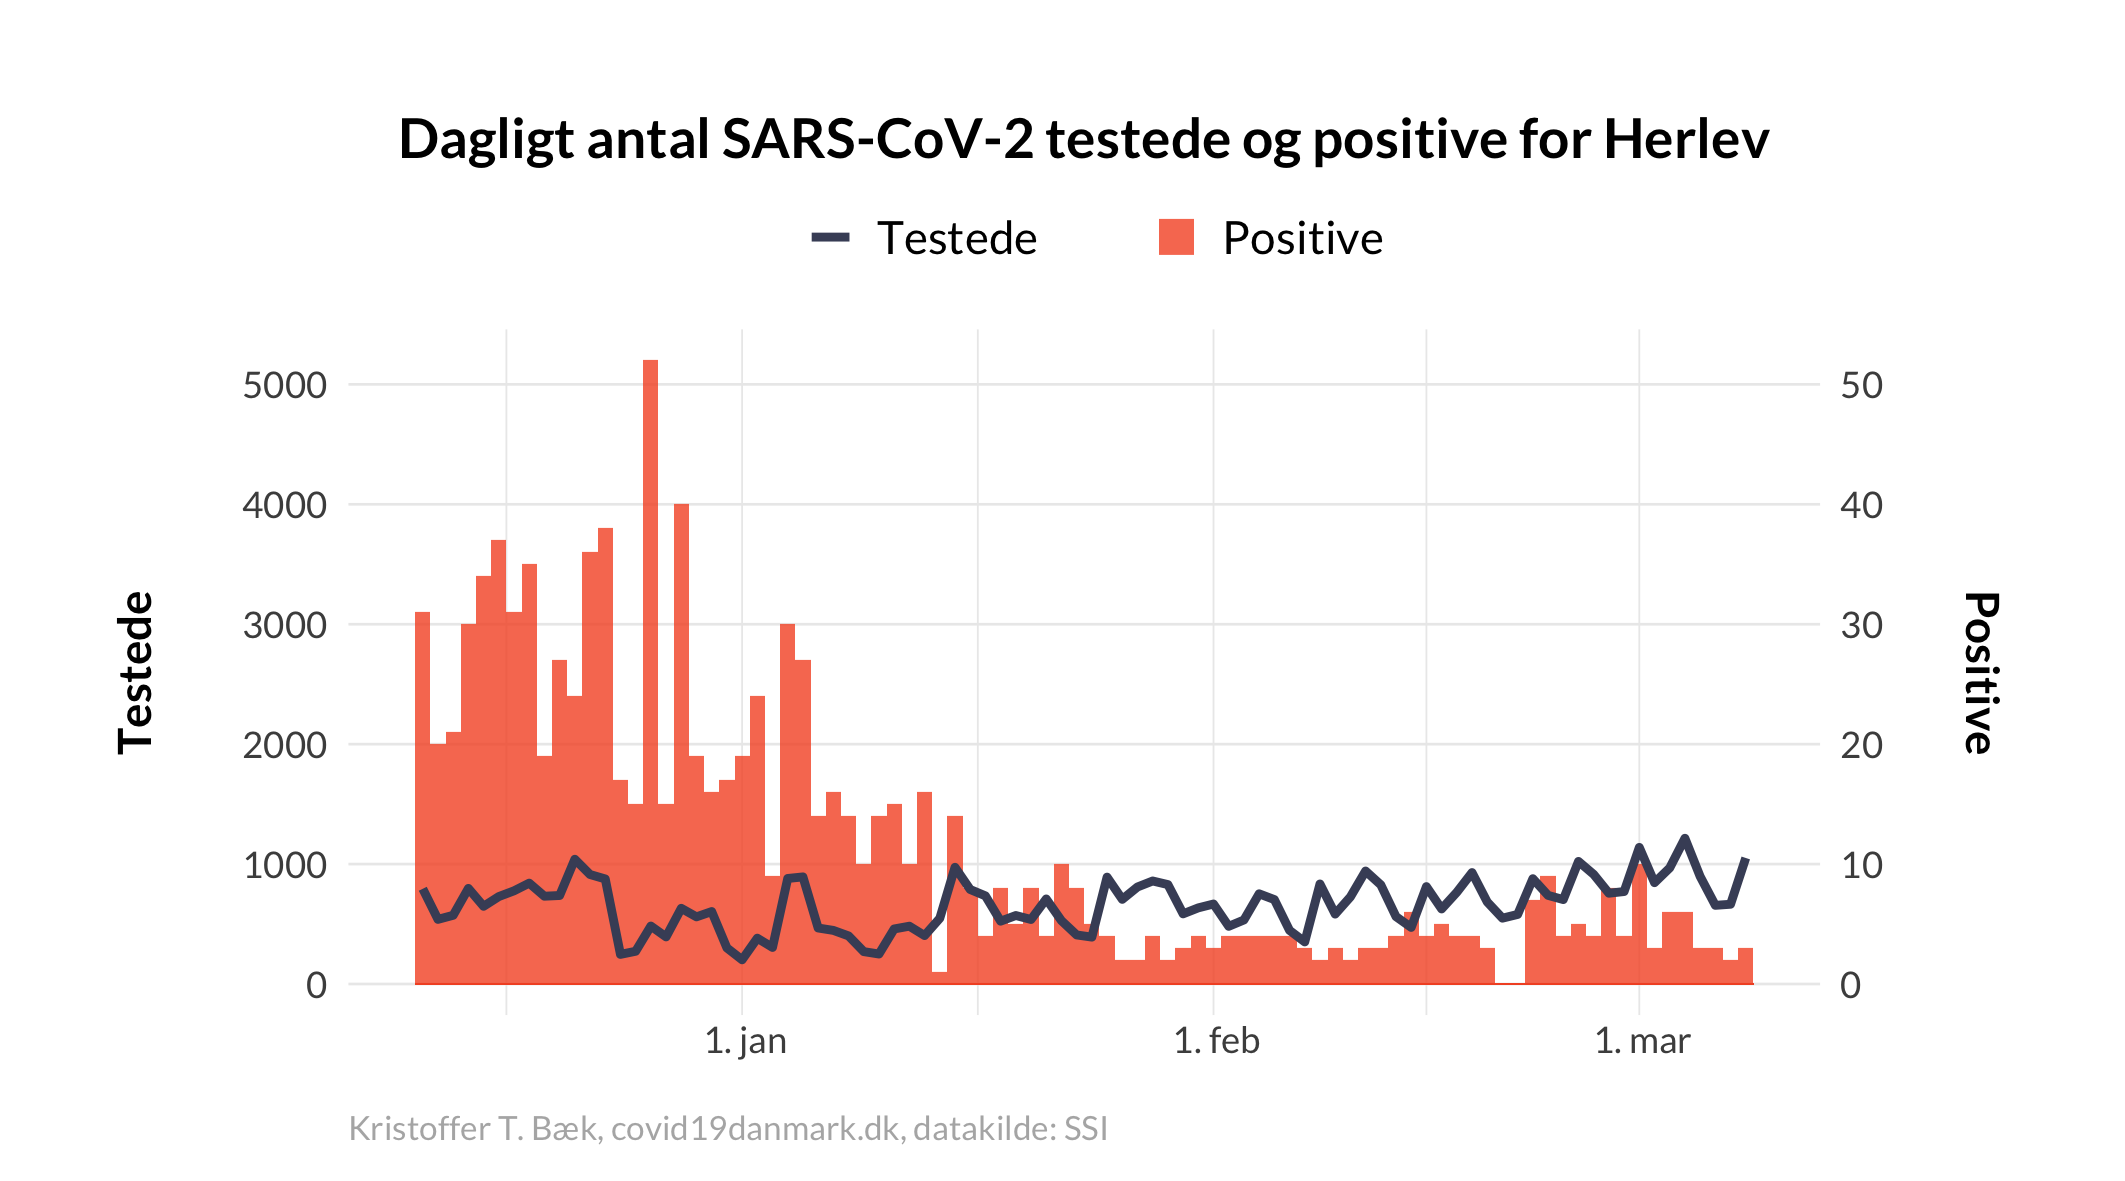 Dagligt antal SARS-CoV-2 testede og positive for Herlev
Testede Positive
5000 50
4000 40
3000 30
2000 20
1000 10
0 0
Testede
Positive
1. jan 1. feb 1. mar
Kristoffer T. Bæk, covid19danmark.dk, datakilde: SSI